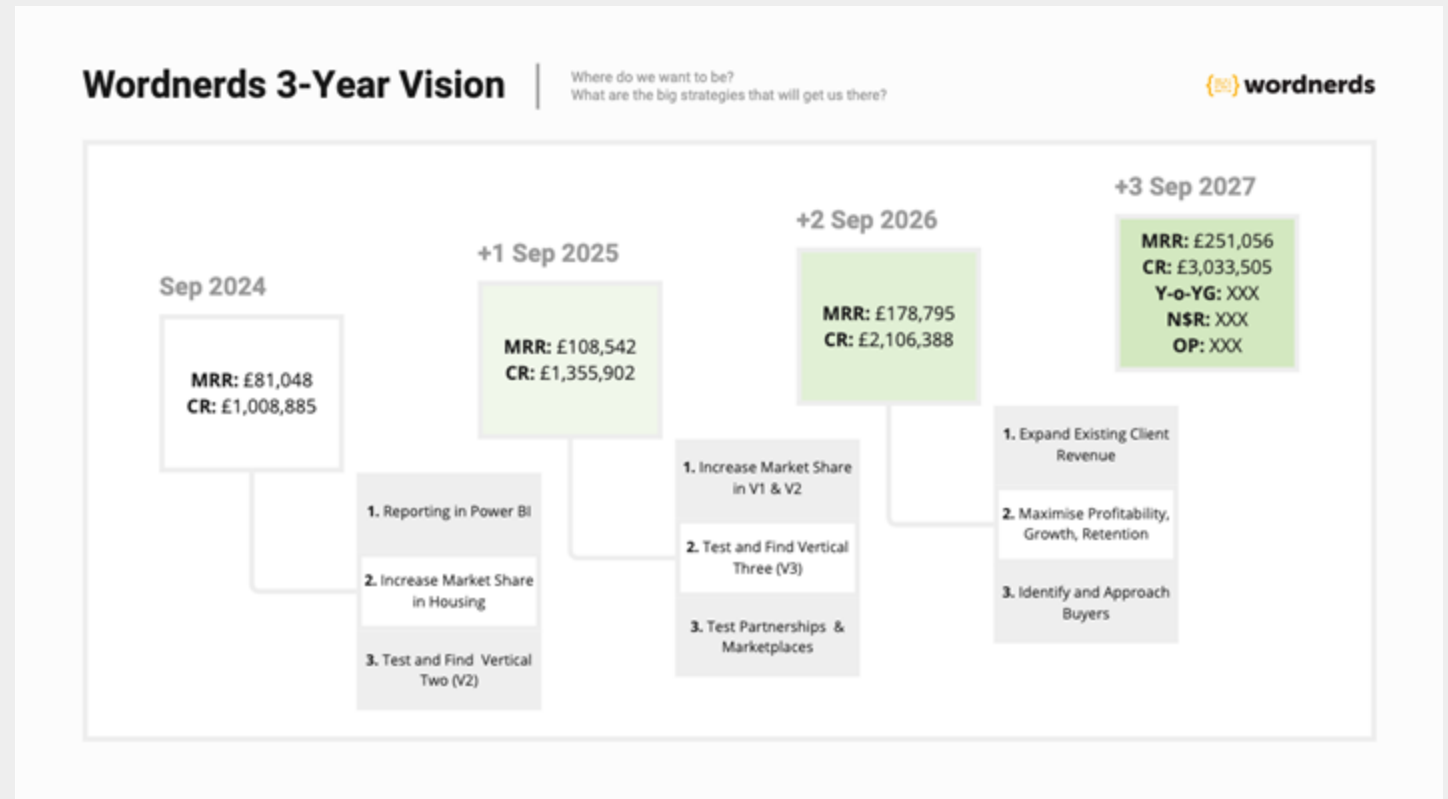 Wordnerds 3-Year Vision
Where do we want to be?
What are the big strategies that will get us there?
wordnerds
Sep 2024
MRR: £81,048
CR: £1,008,885
1. Reporting in Power BI
2. Increase Market Share
in Housing
3. Test and Find  Vertical
Two (V2)
+1 Sep 2025
MRR: £108,542
CR: £1,355,902
1. Increase Market Share
in V1 & V2
2. Test and Find Vertical
Three (V3)
3. Test Partnerships  &
Marketplaces
+2 Sep 2026
MRR: £178,795
CR: £2,106,388
1. Expand Existing Client
Revenue
2. Maximise Profitability,
Growth, Retention
3. Identify and Approach
Buyers
+3 Sep 2027
MRR: £251,056
CR: £3,033,505
Y-o-YG: XXX
N$R: XXX
OP: XXX